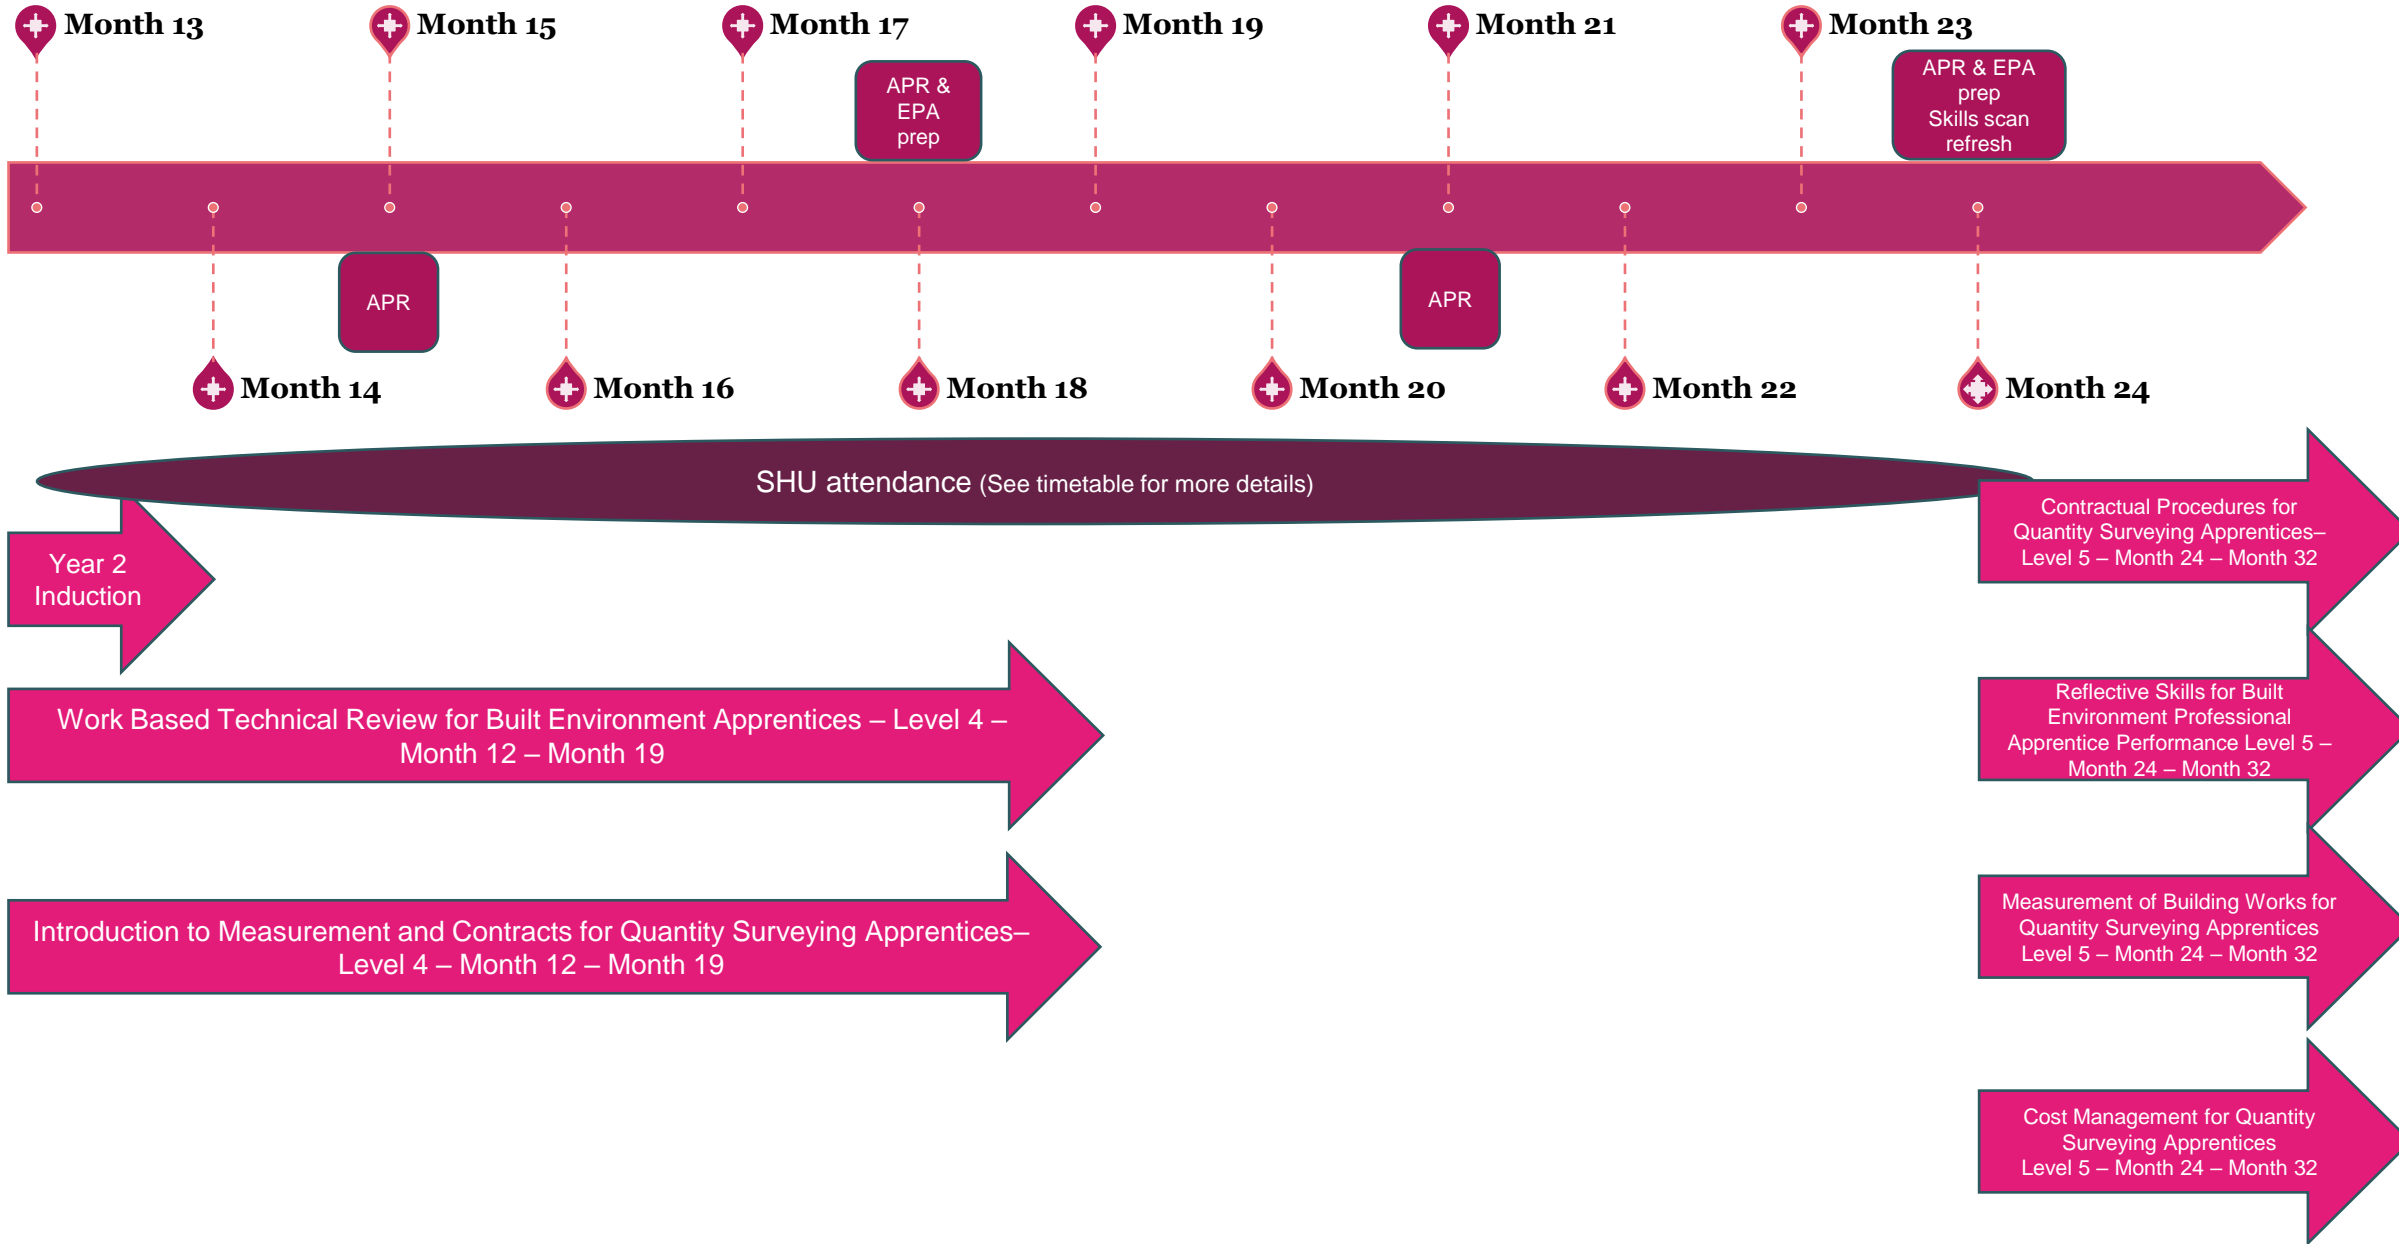 Month 13
Month 15
Month 17
Month 19
Month 21
Month 23
APR &
EPA
prep
APR & EPA
prep
Skills scan
refresh
APR
APR
Month 14
Month 16
Month 18
Month 20
Month 22
Month 24
SHU attendance (See timetable for more details)
Year 2
Induction
Work Based Technical Review for Built Environment Apprentices – Level 4 –
Month 12 – Month 19
Introduction to Measurement and Contracts for Quantity Surveying Apprentices–
Level 4 – Month 12 – Month 19
Contractual Procedures for
Quantity Surveying Apprentices–
Level 5 – Month 24 – Month 32
Reflective Skills for Built
Environment Professional
Apprentice Performance Level 5 –
Month 24 – Month 32
Measurement of Building Works for
Quantity Surveying Apprentices
Level 5 – Month 24 – Month 32
Cost Management for Quantity
Surveying Apprentices
Level 5 – Month 24 – Month 32